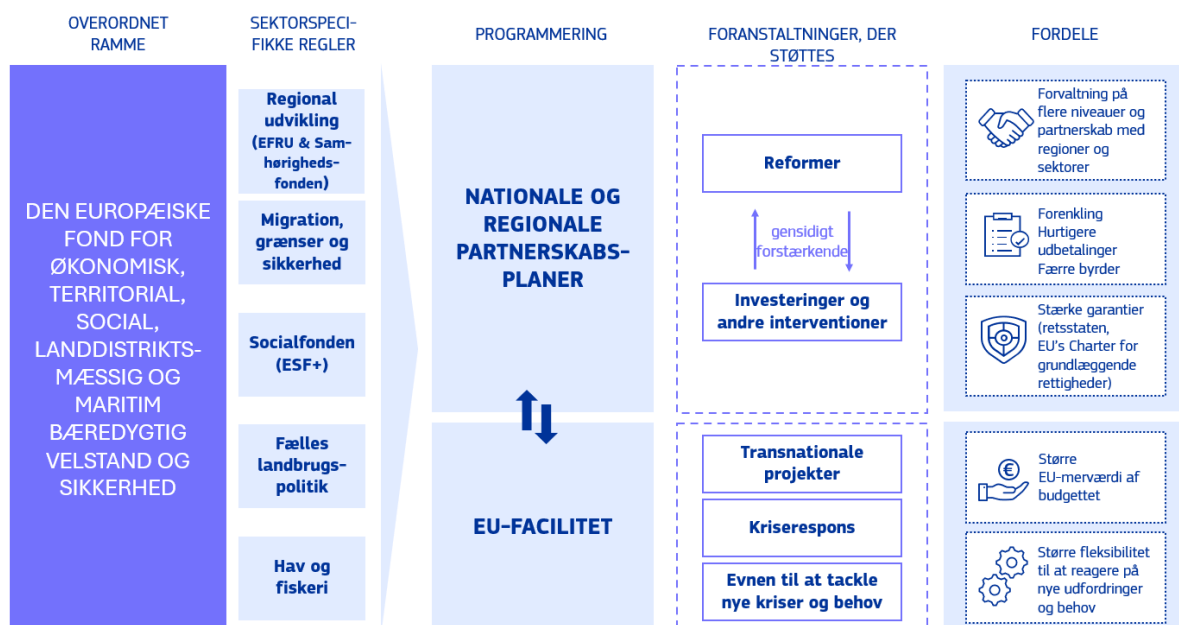 OVERORDNET
RAMME
SEKTORSPECI-
FIKKE REGLER
PROGRAMMERING
FORANSTALTNINGER, DER
STØTTES
FORDELE
DEN EUROPÆISKE
FOND FOR
ØKONOMISK,
TERRITORIAL,
SOCIAL,
LANDDISTRIKTS-
MÆSSIG OG
MARITIM
BÆREDYGTIG
VELSTAND OG
SIKKERHED
Regional
udvikling
(EFRU & Sam-
hørigheds-
fonden)
Migration,
grænser og
sikkerhed
Socialfonden
(ESF+)
Fælles
landbrugs-
politik
Hav og
fiskeri
NATIONALE OG
REGIONALE
PARTNERSKABS-
PLANER
EU-FACILITET
Reformer
gensidigt
forstærkende
Investeringer og
andre interventioner
Transnationale
projekter
Kriserespons
Evnen til at tackle
nye kriser og behov
Forvaltning på
flere niveauer og
partnerskab med
regioner og
sektorer
Forenkling
Hurtigere
udbetalinger
Færre byrder
Stærke garantier
(retsstaten,
EU's Charter for
grundlæggende
rettigheder)
Større
EU-merværdi af
budgettet
Større fleksibilitet
til at reagere på
nye udfordringer
og behov